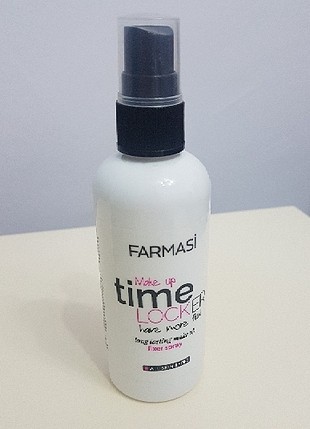 FARMASi
Make up
time
LOCKER
have more
long lasting make up
fixer spray